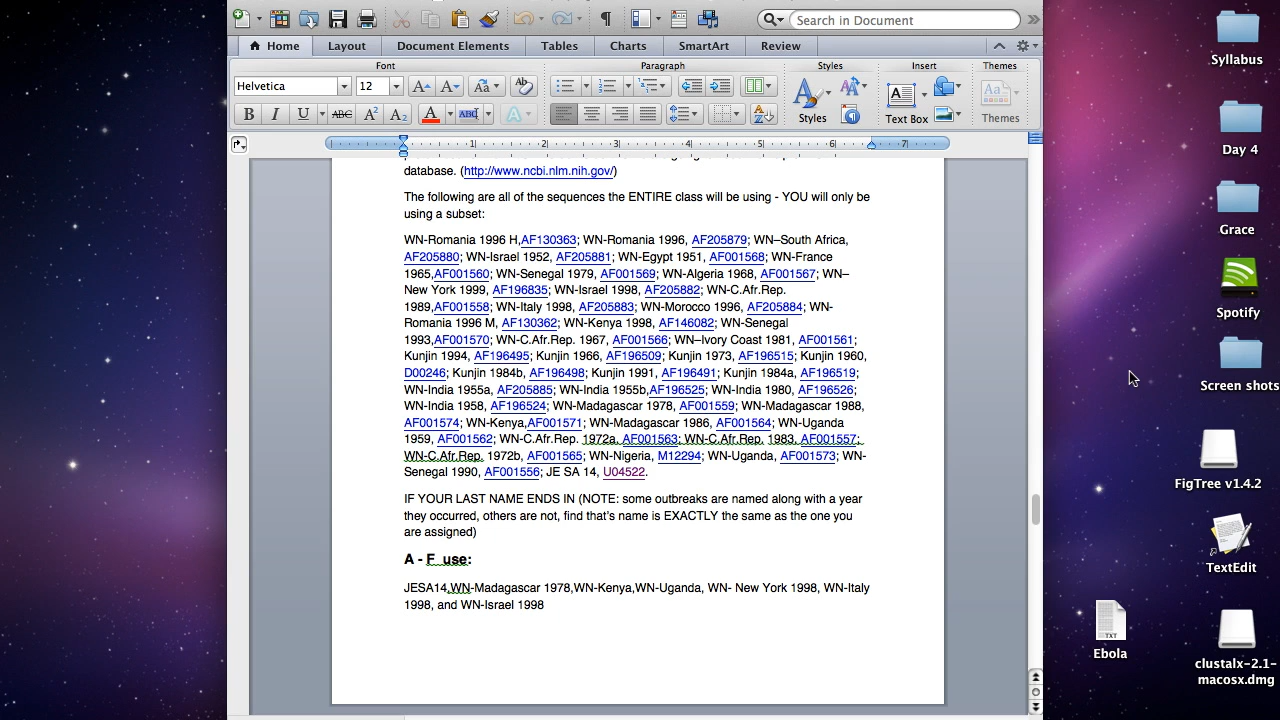 Search in Document
Home Layout Document Elements Tables Charts SmartArt Review
Font Paragraph Styles Insert Themes
Helvetica 12 A A Aa Ab
B I U ABC A² A₂ A ABC A Styles Text Box Themes
1 2 3 4 5 6 7
database. (http://www.ncbi.nlm.nih.gov/)
The following are all of the sequences the ENTIRE class will be using - YOU will only be
using a subset:
WN-Romania 1996 H,AF130363; WN-Romania 1996, AF205879; WN–South Africa,
AF205880; WN-Israel 1952, AF205881; WN-Egypt 1951, AF001568; WN-France
1965,AF001560; WN-Senegal 1979, AF001569; WN-Algeria 1968, AF001567; WN–
New York 1999, AF196835; WN-Israel 1998, AF205882; WN-C.Afr.Rep.
1989,AF001558; WN-Italy 1998, AF205883; WN-Morocco 1996, AF205884; WN-
Romania 1996 M, AF130362; WN-Kenya 1998, AF146082; WN-Senegal
1993,AF001570; WN-C.Afr.Rep. 1967, AF001566; WN–Ivory Coast 1981, AF001561;
Kunjin 1994, AF196495; Kunjin 1966, AF196509; Kunjin 1973, AF196515; Kunjin 1960,
D00246; Kunjin 1984b, AF196498; Kunjin 1991, AF196491; Kunjin 1984a, AF196519;
WN-India 1955a, AF205885; WN-India 1955b,AF196525; WN-India 1980, AF196526;
WN-India 1958, AF196524; WN-Madagascar 1978, AF001559; WN-Madagascar 1988,
AF001574; WN-Kenya,AF001571; WN-Madagascar 1986, AF001564; WN-Uganda
1959, AF001562; WN-C.Afr.Rep. 1972a, AF001563; WN-C.Afr.Rep. 1983, AF001557;
WN-C.Afr.Rep. 1972b, AF001565; WN-Nigeria, M12294; WN-Uganda, AF001573; WN-
Senegal 1990, AF001556; JE SA 14, U04522.
IF YOUR LAST NAME ENDS IN (NOTE: some outbreaks are named along with a year
they occurred, others are not, find that's name is EXACTLY the same as the one you
are assigned)
A - F use:
JESA14,WN-Madagascar 1978,WN-Kenya,WN-Uganda, WN- New York 1998, WN-Italy
1998, and WN-Israel 1998
Syllabus
Day 4
Grace
Spotify
Screen shots
FigTree v1.4.2
TextEdit
TXT
Ebola
clustalx-2.1-
macosx.dmg